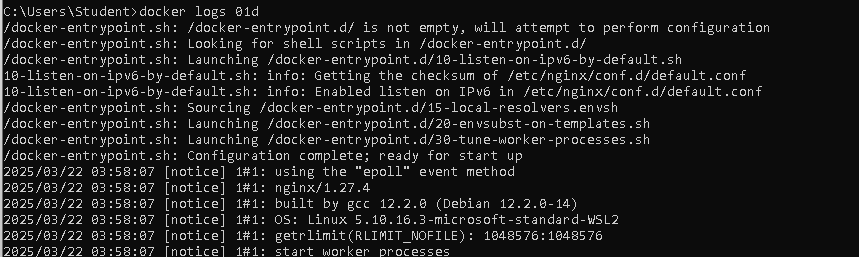 C:\Users\Student>docker logs 01d
/docker-entrypoint.sh: /docker-entrypoint.d/ is not empty, will attempt to perform configuration
/docker-entrypoint.sh: Looking for shell scripts in /docker-entrypoint.d/
/docker-entrypoint.sh: Launching /docker-entrypoint.d/10-listen-on-ipv6-by-default.sh
10-listen-on-ipv6-by-default.sh: info: Getting the checksum of /etc/nginx/conf.d/default.conf
10-listen-on-ipv6-by-default.sh: info: Enabled listen on IPv6 in /etc/nginx/conf.d/default.conf
/docker-entrypoint.sh: Sourcing /docker-entrypoint.d/15-local-resolvers.envsh
/docker-entrypoint.sh: Launching /docker-entrypoint.d/20-envsubst-on-templates.sh
/docker-entrypoint.sh: Launching /docker-entrypoint.d/30-tune-worker-processes.sh
/docker-entrypoint.sh: Configuration complete; ready for start up
2025/03/22 03:58:07 [notice] 1#1: using the "epoll" event method
2025/03/22 03:58:07 [notice] 1#1: nginx/1.27.4
2025/03/22 03:58:07 [notice] 1#1: built by gcc 12.2.0 (Debian 12.2.0-14)
2025/03/22 03:58:07 [notice] 1#1: OS: Linux 5.10.16.3-microsoft-standard-WSL2
2025/03/22 03:58:07 [notice] 1#1: getrlimit(RLIMIT_NOFILE): 1048576:1048576
2025/03/22 03:58:07 [notice] 1#1: start worker processes